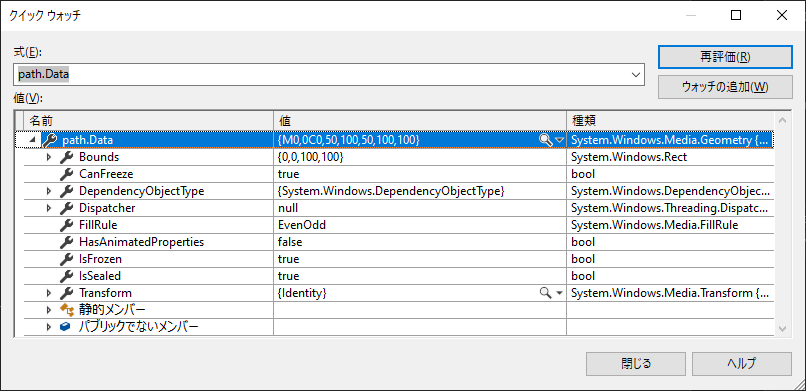 クイック ウォッチ
式(E):
再評価(R)
path.Data
ウォッチの追加(W)
値(V):
名前 値 種類
path.Data {M0,0C0,50,100,50,100,100} System.Windows.Media.Geometry {...
Bounds {0,0,100,100} System.Windows.Rect
CanFreeze true bool
DependencyObjectType {System.Windows.DependencyObjectType} System.Windows.DependencyObjec...
Dispatcher null System.Windows.Threading.Dispatc...
FillRule EvenOdd System.Windows.Media.FillRule
HasAnimatedProperties false bool
IsFrozen true bool
IsSealed true bool
Transform {Identity} System.Windows.Media.Transform {...
静的メンバー
パブリックでないメンバー
閉じる ヘルプ